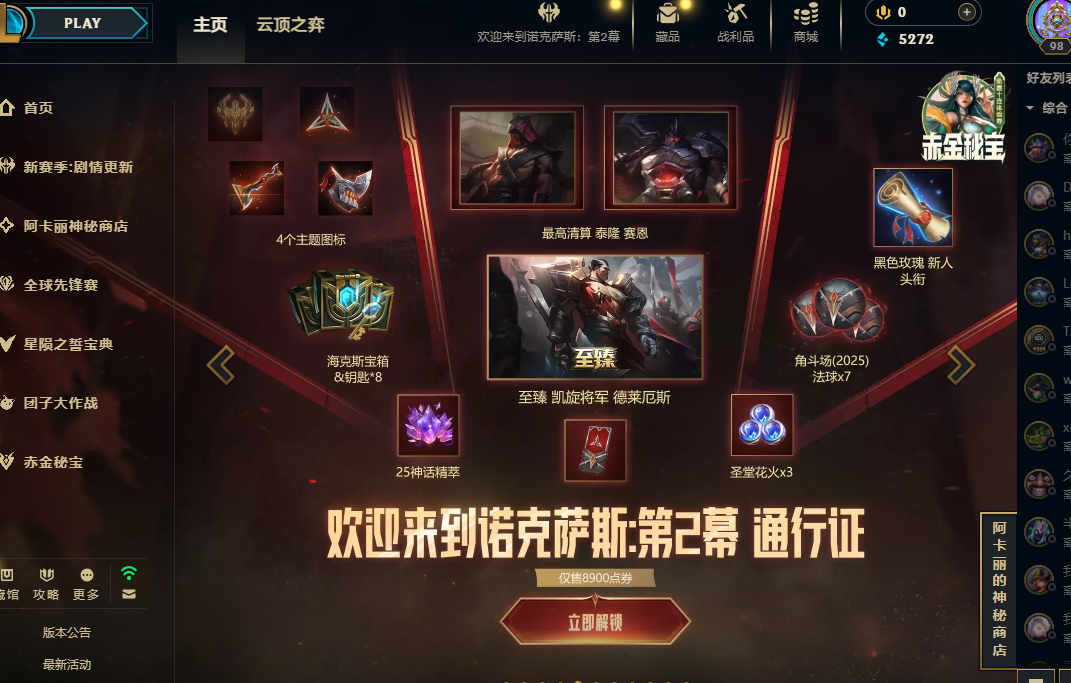 PLAY
主页
云顶之弈
欢迎来到诺克萨斯：第2幕
藏品
战利品
商城
0
5272
98
好友列表
综合
首页
新赛季:剧情更新
阿卡丽神秘商店
全球先锋赛
星陨之誓宝典
团子大作战
赤金秘宝
攻略
更多
版本公告
最新活动
4个主题图标
最高清算 泰隆 赛恩
赤金秘宝
黑色玫瑰 新人
头衔
海克斯宝箱
&钥匙*8
至臻
至臻 凯旋将军 德莱厄斯
角斗场(2025)
法球x7
25神话精萃
圣堂花火x3
欢迎来到诺克萨斯:第2幕 通行证
仅售8900点券
立即解锁
阿卡丽的神秘商店